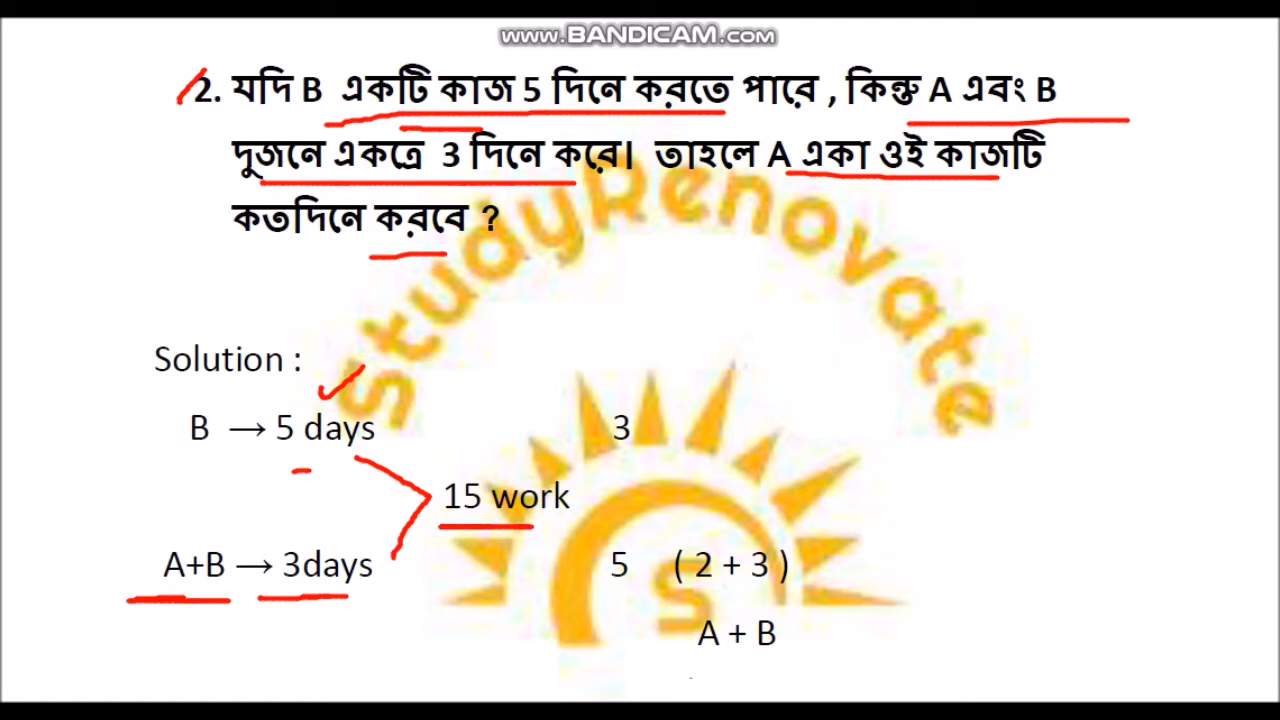 www.BANDICAM.com
2. যদি B একটি কাজ 5 দিনে করতে পারে , কিন্তু A এবং B
দুজনে একত্রে 3 দিনে করে। তাহলে A একা ওই কাজটি
কতদিনে করবে ?
StudyRenovate
Solution :
B → 5 days 3
15 work
A+B → 3days 5 ( 2 + 3 )
S
A + B